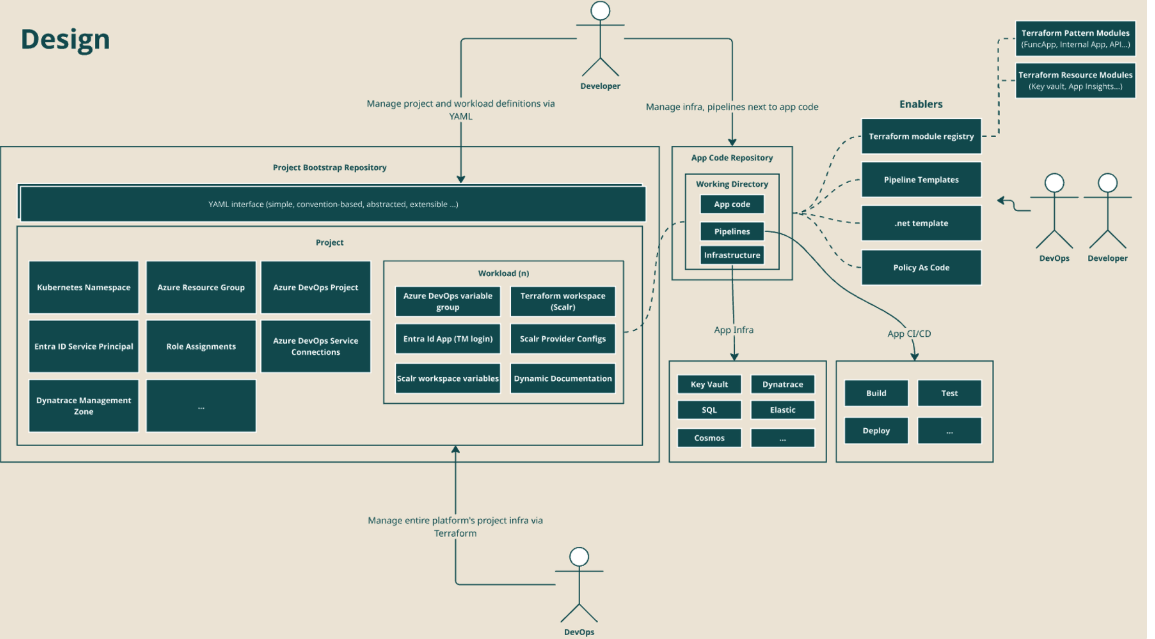 Design
Developer
Manage project and workload definitions via
YAML
Manage infra, pipelines next to app code
Terraform Pattern Modules
(FuncApp, Internal App, API...)
Terraform Resource Modules
(Key vault, App Insights...)
Enablers
Terraform module registry
Pipeline Templates
.net template
Policy As Code
DevOps
Developer
Project Bootstrap Repository
YAML interface (simple, convention-based, abstracted, extensible ...)
Project
Kubernetes Namespace
Azure Resource Group
Azure DevOps Project
Entra ID Service Principal
Role Assignments
Azure DevOps Service
Connections
Dynatrace Management
Zone
...
Workload (n)
Azure DevOps variable
group
Terraform workspace
(Scalr)
Entra Id App (TM login)
Scalr Provider Configs
Scalr workspace variables
Dynamic Documentation
App Code Repository
Working Directory
App code
Pipelines
Infrastructure
App Infra
App CI/CD
Key Vault
Dynatrace
SQL
Elastic
Cosmos
...
Build
Test
Deploy
...
Manage entire platform's project infra via
Terraform
DevOps